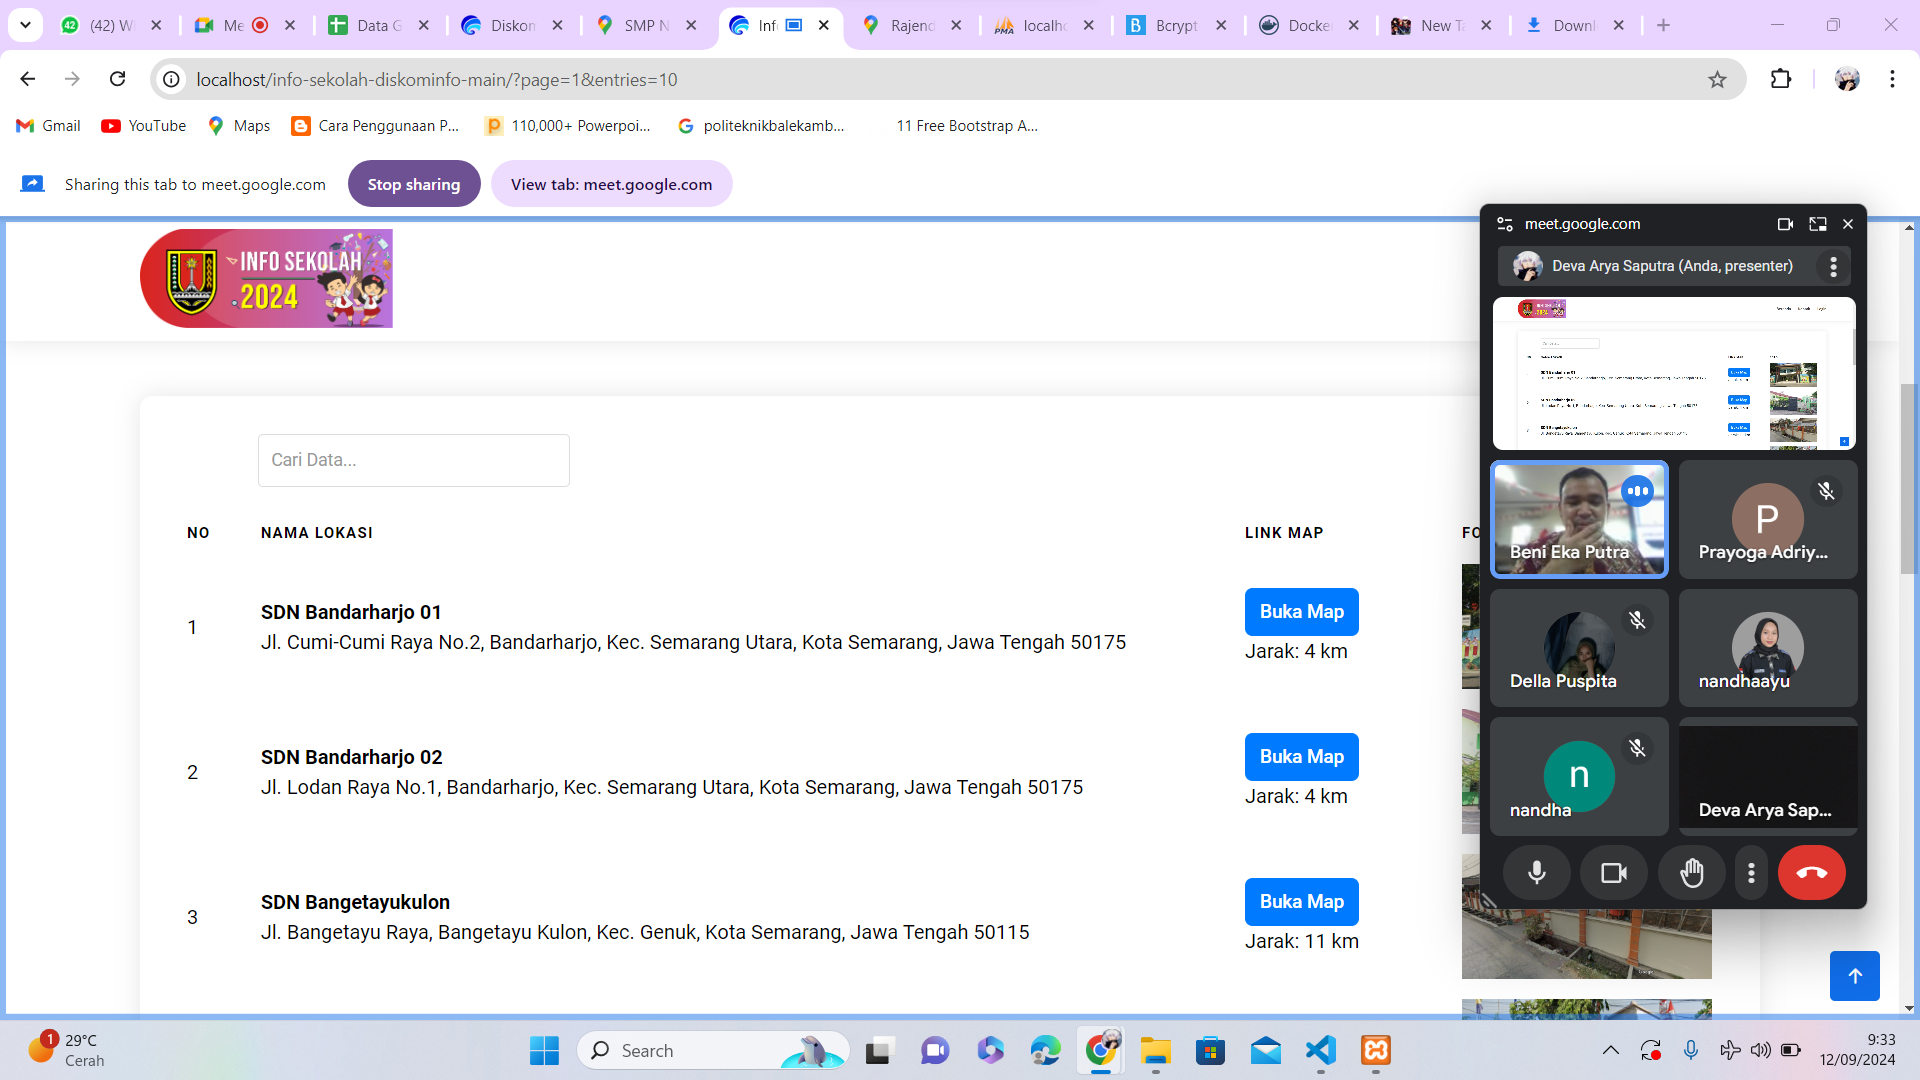 (42) W
Me
Data G
Diskon
SMP N
Inf
Rajend
localho
Bcrypt
Docke
New Ta
Downl
localhost/info-sekolah-diskominfo-main/?page=1&entries=10
Gmail
YouTube
Maps
Cara Penggunaan P...
110,000+ Powerpoi...
politeknikbalekamb...
11 Free Bootstrap A...
Sharing this tab to meet.google.com
Stop sharing
View tab: meet.google.com
INFO SEKOLAH
2024
Cari Data...
NO
NAMA LOKASI
LINK MAP
FO
1
SDN Bandarharjo 01
Jl. Cumi-Cumi Raya No.2, Bandarharjo, Kec. Semarang Utara, Kota Semarang, Jawa Tengah 50175
Buka Map
Jarak: 4 km
2
SDN Bandarharjo 02
Jl. Lodan Raya No.1, Bandarharjo, Kec. Semarang Utara, Kota Semarang, Jawa Tengah 50175
Buka Map
Jarak: 4 km
3
SDN Bangetayukulon
Jl. Bangetayu Raya, Bangetayu Kulon, Kec. Genuk, Kota Semarang, Jawa Tengah 50115
Buka Map
Jarak: 11 km
meet.google.com
Deva Arya Saputra (Anda, presenter)
Beni Eka Putra
P
Prayoga Adriy...
Della Puspita
nandhaayu
n
nandha
Deva Arya Sap...
1
29°C
Cerah
Search
9:33
12/09/2024